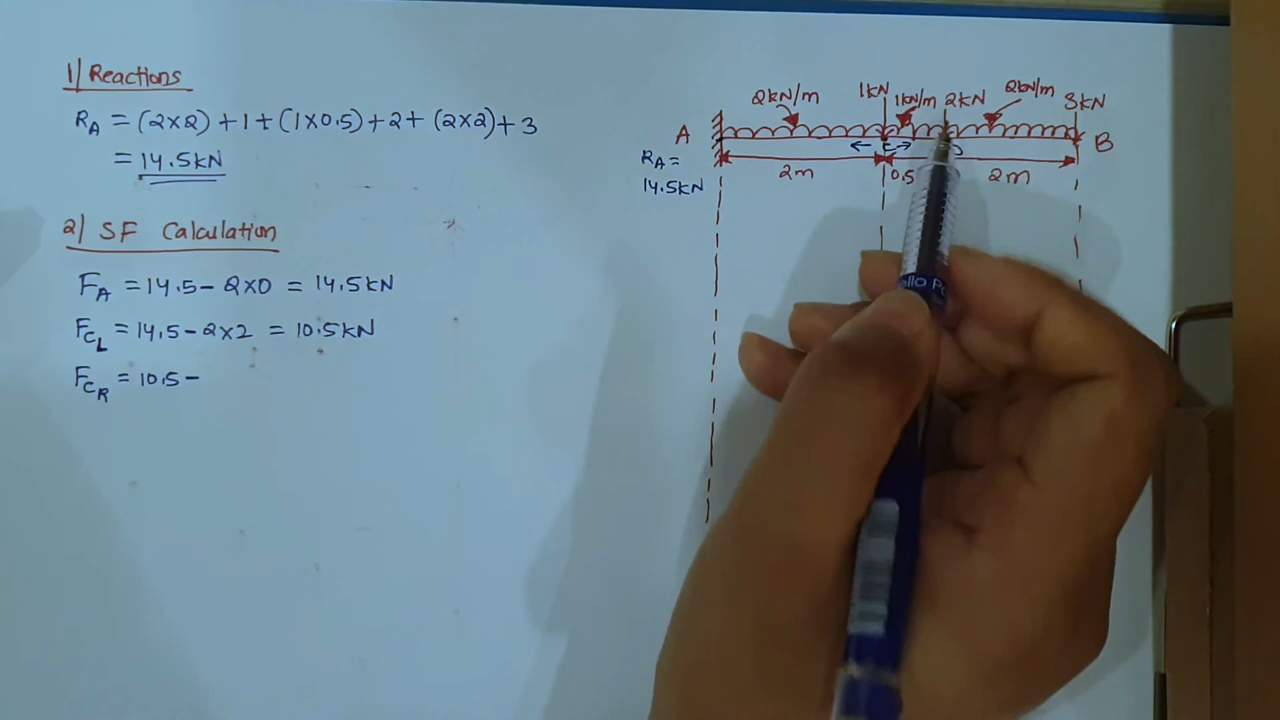 1) Reactions
RA = (2×2) + 1 + (1×0.5) + 2 + (2×2) + 3
= 14.5kN
2) SF Calculation
FA = 14.5 - 2×0 = 14.5kN
FCL = 14.5 - 2×2 = 10.5kN
FCR = 10.5 -
2kN/m 1kN 1kN/m 2kN 2kN/m 3kN
A C B
RA =
14.5kN
2m 0.5 2m